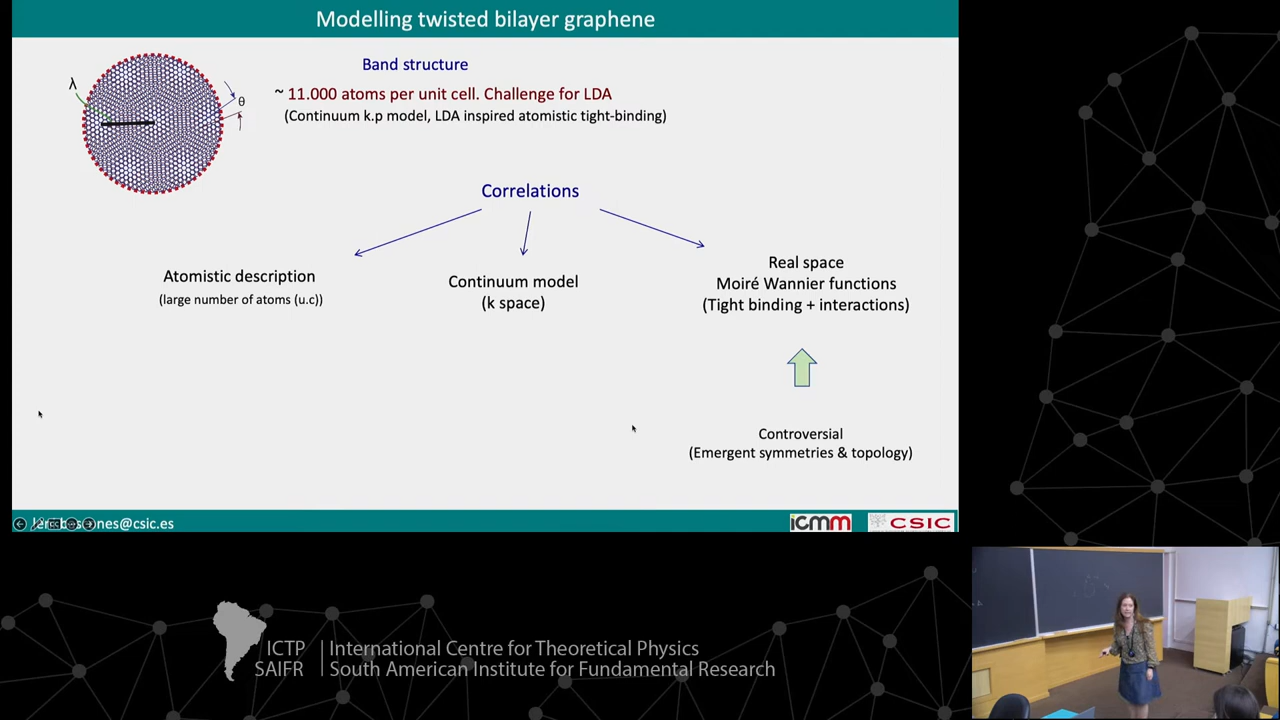 Modelling twisted bilayer graphene
λ
θ
Band structure
~ 11.000 atoms per unit cell. Challenge for LDA
(Continuum k.p model, LDA inspired atomistic tight-binding)
Correlations
Atomistic description
(large number of atoms (u.c))
Continuum model
(k space)
Real space
Moiré Wannier functions
(Tight binding + interactions)
Controversial
(Emergent symmetries & topology)
ones@csic.es
icmm
CSIC
ICTP
SAIFR
International Centre for Theoretical Physics
South American Institute for Fundamental Research